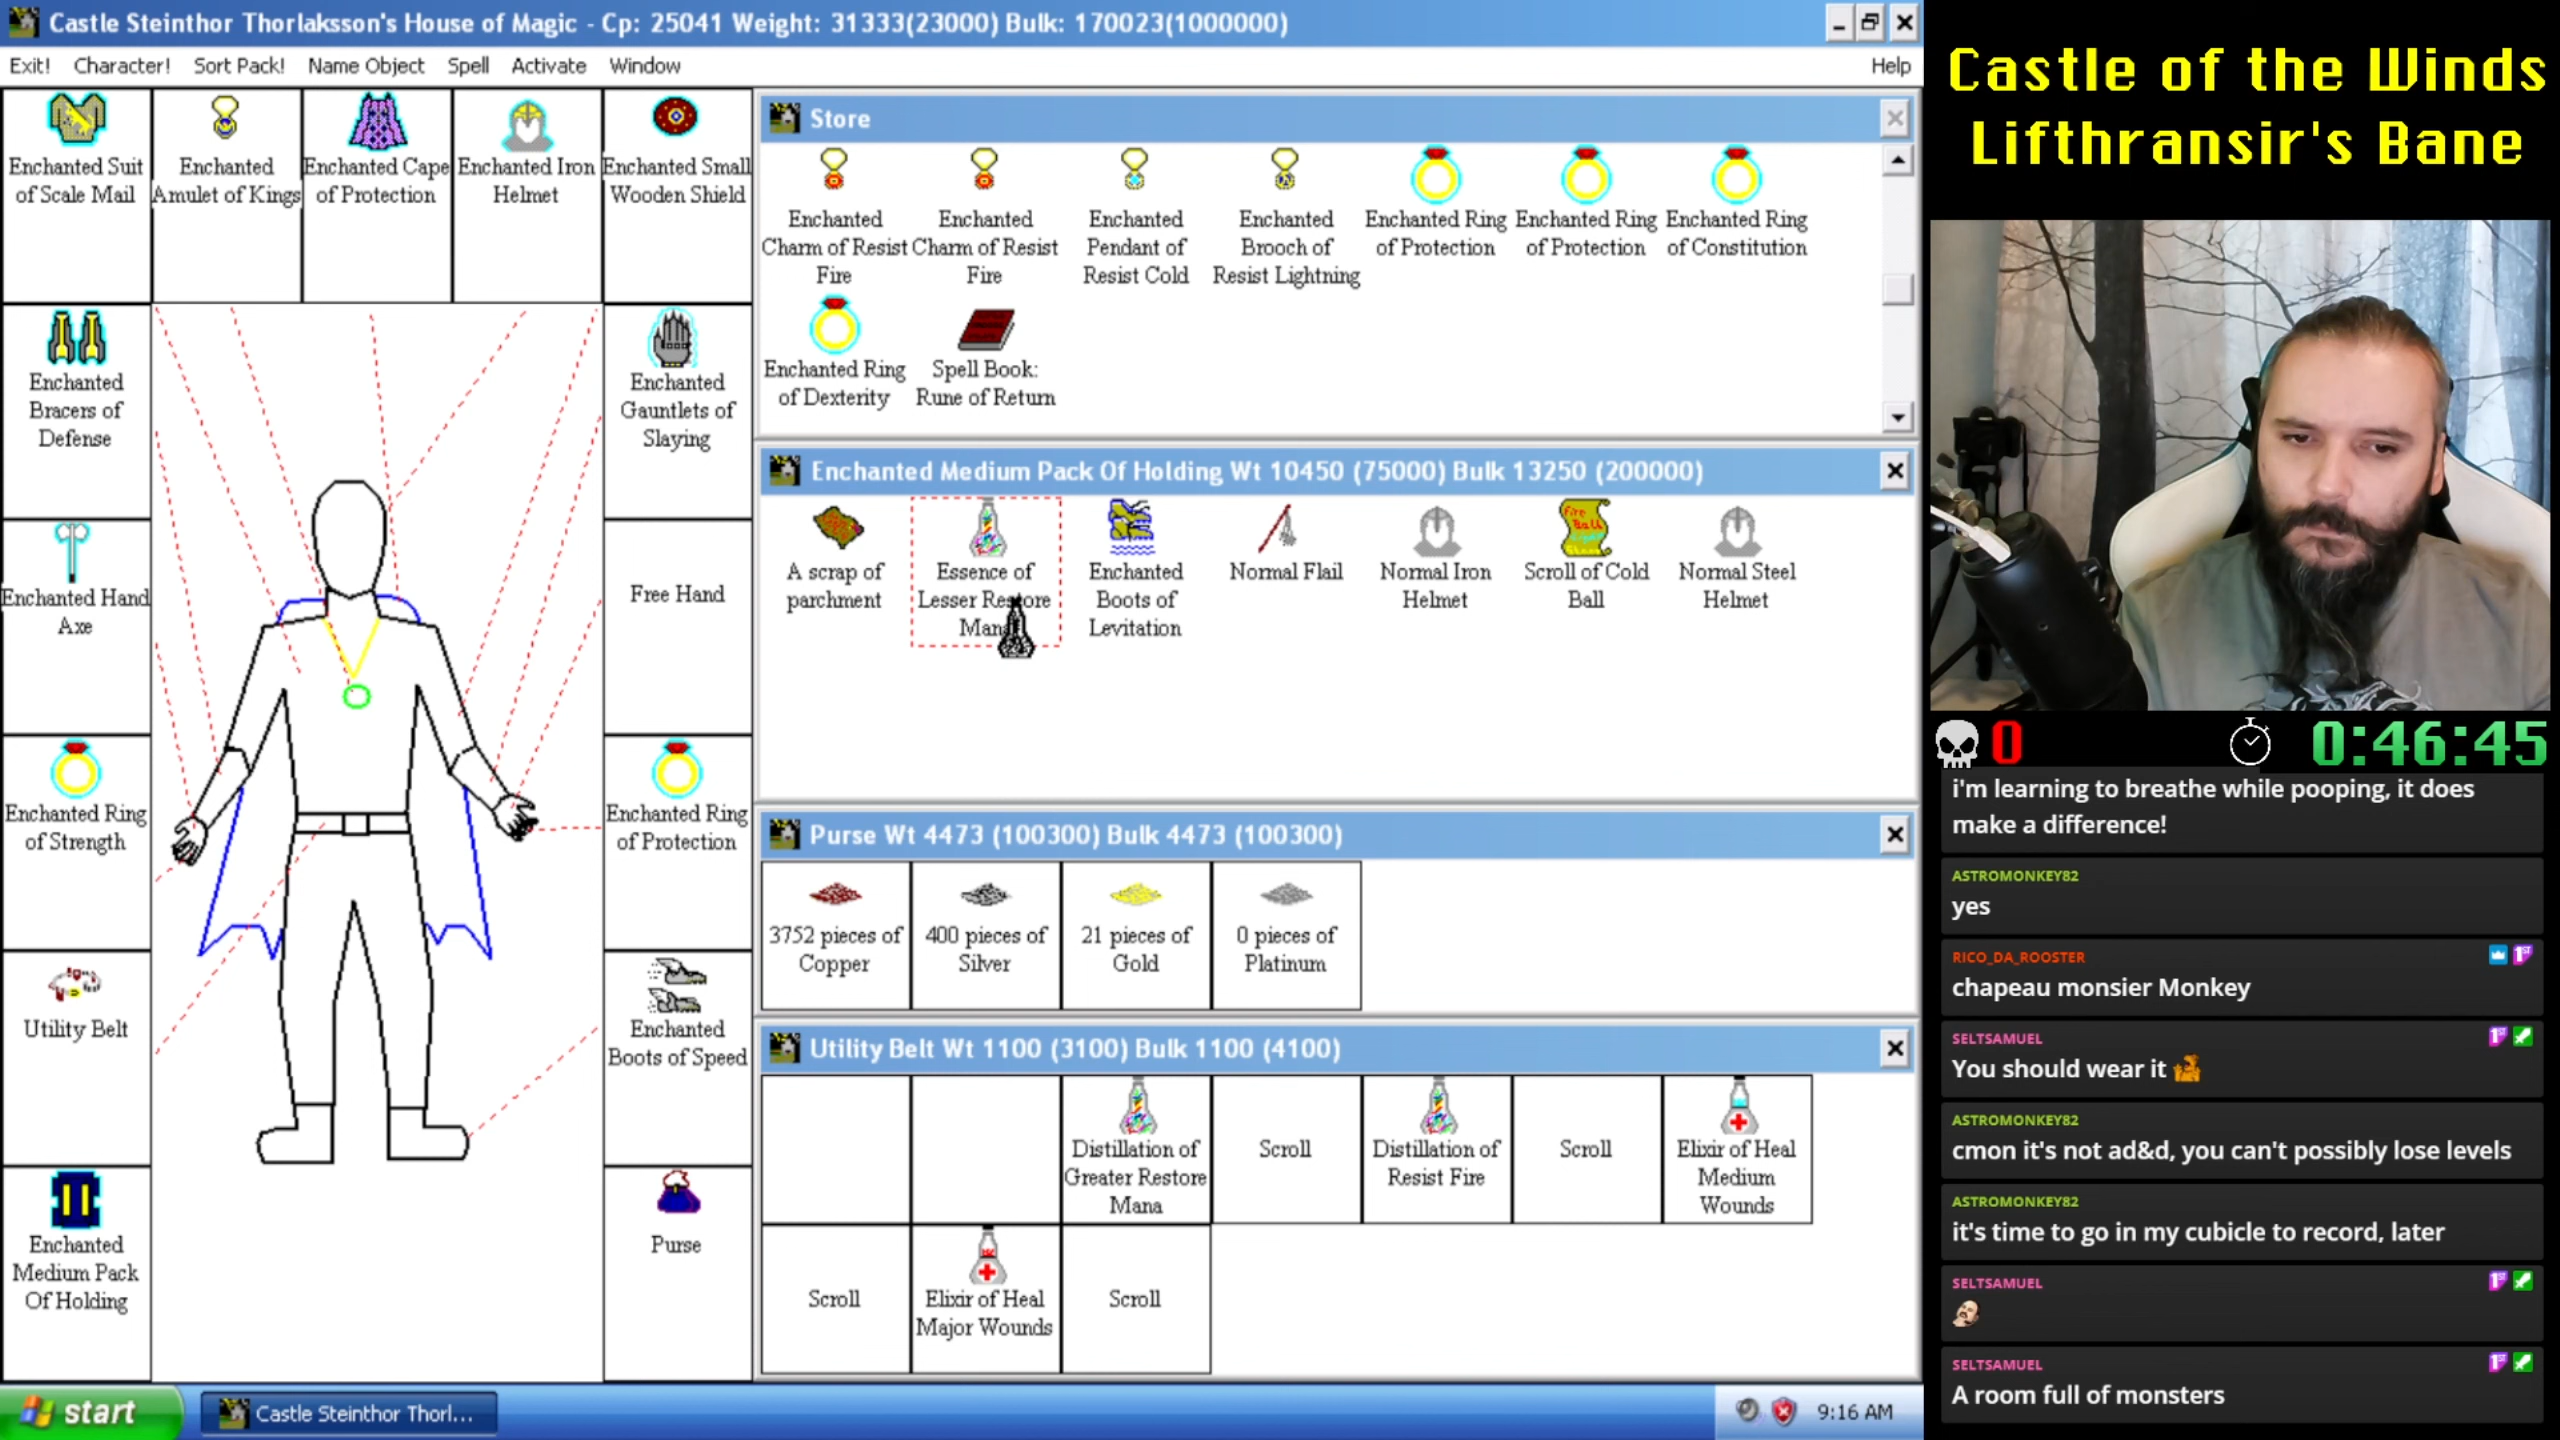 Castle Steinthor Thorlaksson's House of Magic - Cp: 25041 Weight: 31333(23000) Bulk: 170023(1000000)
Exit! Character! Sort Pack! Name Object Spell Activate Window Help
Enchanted Suit
of Scale Mail
Enchanted
Amulet of Kings
Enchanted Cape
of Protection
Enchanted Iron
Helmet
Enchanted Small
Wooden Shield
Enchanted
Bracers of
Defense
Enchanted
Gauntlets of
Slaying
Enchanted Hand
Axe
Free Hand
Enchanted Ring
of Strength
Enchanted Ring
of Protection
Utility Belt
Enchanted
Boots of Speed
Enchanted
Medium Pack
Of Holding
Purse
Store
Enchanted
Charm of Resist
Fire
Enchanted
Charm of Resist
Fire
Enchanted
Pendant of
Resist Cold
Enchanted
Brooch of
Resist Lightning
Enchanted Ring
of Protection
Enchanted Ring
of Protection
Enchanted Ring
of Constitution
Enchanted Ring
of Dexterity
Spell Book:
Rune of Return
Enchanted Medium Pack Of Holding Wt 10450 (75000) Bulk 13250 (200000)
A scrap of
parchment
Essence of
Lesser Restore
Mana
Enchanted
Boots of
Levitation
Normal Flail
Normal Iron
Helmet
Scroll of Cold
Ball
Normal Steel
Helmet
Purse Wt 4473 (100300) Bulk 4473 (100300)
3752 pieces of
Copper
400 pieces of
Silver
21 pieces of
Gold
0 pieces of
Platinum
Utility Belt Wt 1100 (3100) Bulk 1100 (4100)
Distillation of
Greater Restore
Mana
Scroll
Distillation of
Resist Fire
Scroll
Elixir of Heal
Medium
Wounds
Scroll
Elixir of Heal
Major Wounds
Scroll
start
Castle Steinthor Thorl...
9:16 AM
Castle of the Winds
Lifthransir's Bane
0
0:46:45
i'm learning to breathe while pooping, it does
make a difference!
ASTROMONKEY82
yes
RICO_DA_ROOSTER
chapeau monsier Monkey
SELTSAMUEL
You should wear it
ASTROMONKEY82
cmon it's not ad&d, you can't possibly lose levels
ASTROMONKEY82
it's time to go in my cubicle to record, later
SELTSAMUEL
SELTSAMUEL
A room full of monsters